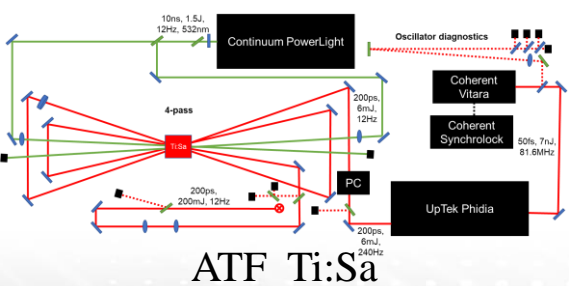 10ns, 1.5J,
12Hz, 532nm
Continuum PowerLight
Oscillator diagnostics
Coherent
Vitara
Coherent
Synchrolock
50fs, 7nJ,
81.6MHz
4-pass
200ps,
6mJ,
12Hz
Ti:Sa
PC
200ps,
200mJ, 12Hz
UpTek Phidia
200ps,
6mJ,
240Hz
ATF Ti:Sa